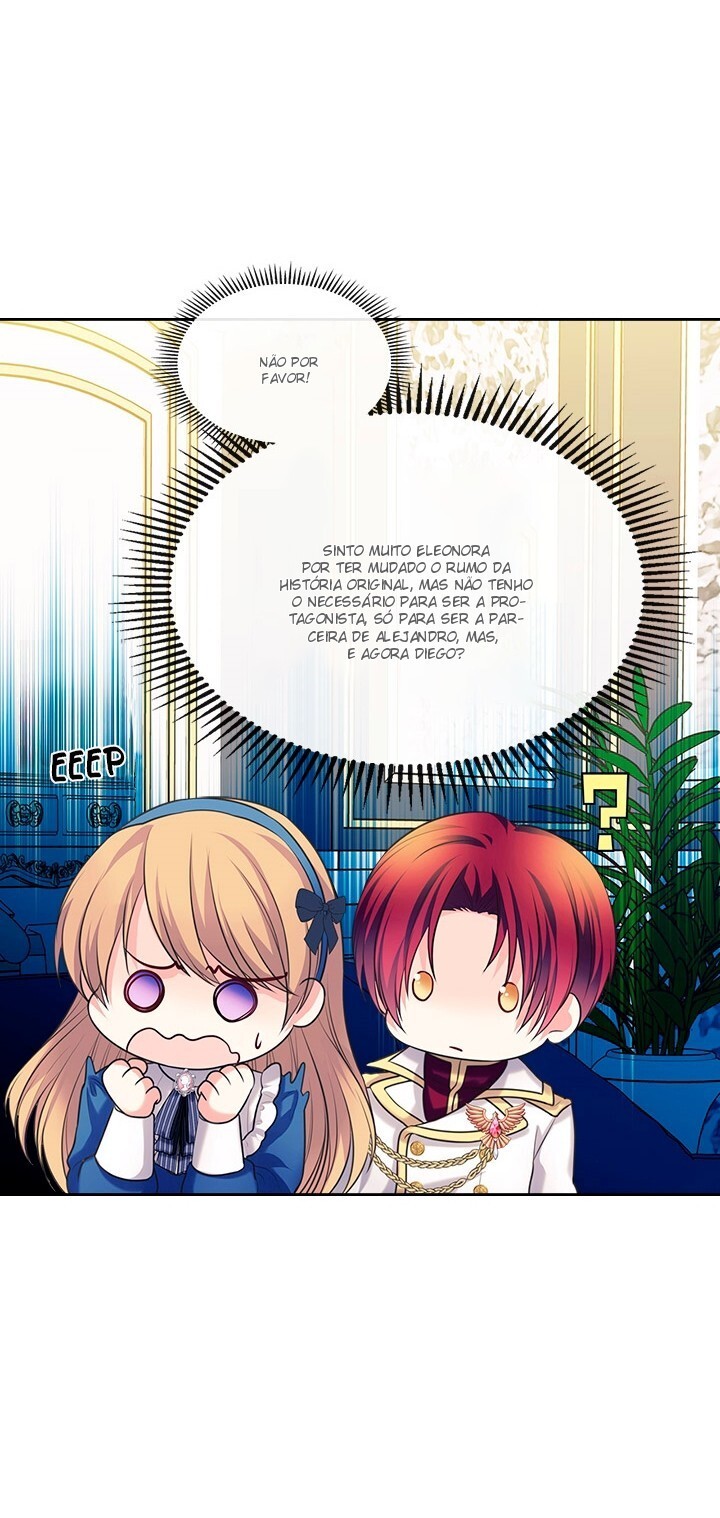 NÃO POR
FAVOR!
SINTO MUITO ELEONORA
POR TER MUDADO O RUMO DA
HISTÓRIA ORIGINAL, MAS NÃO TENHO
O NECESSÁRIO PARA SER A PRO-
TAGONISTA, SÓ PARA SER A PAR-
CEIRA DE ALEJANDRO, MAS,
E AGORA DIEGO?
EEEP
?